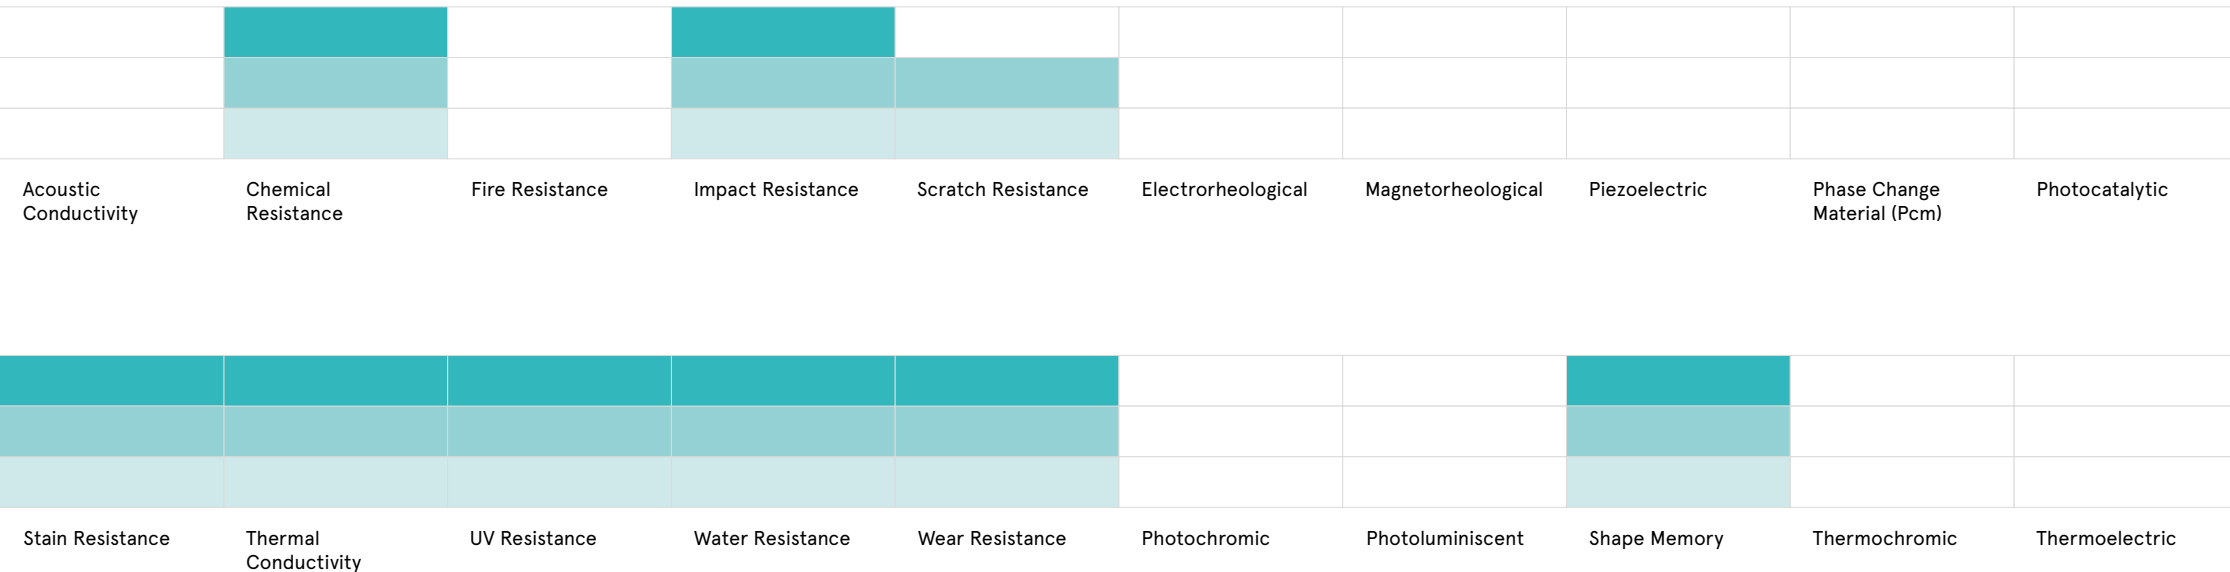 Acoustic
Conductivity
Chemical
Resistance
Fire Resistance
Impact Resistance
Scratch Resistance
Electrorheological
Magnetorheological
Piezoelectric
Phase Change
Material (Pcm)
Photocatalytic
Stain Resistance
Thermal
Conductivity
UV Resistance
Water Resistance
Wear Resistance
Photochromic
Photoluminiscent
Shape Memory
Thermochromic
Thermoelectric